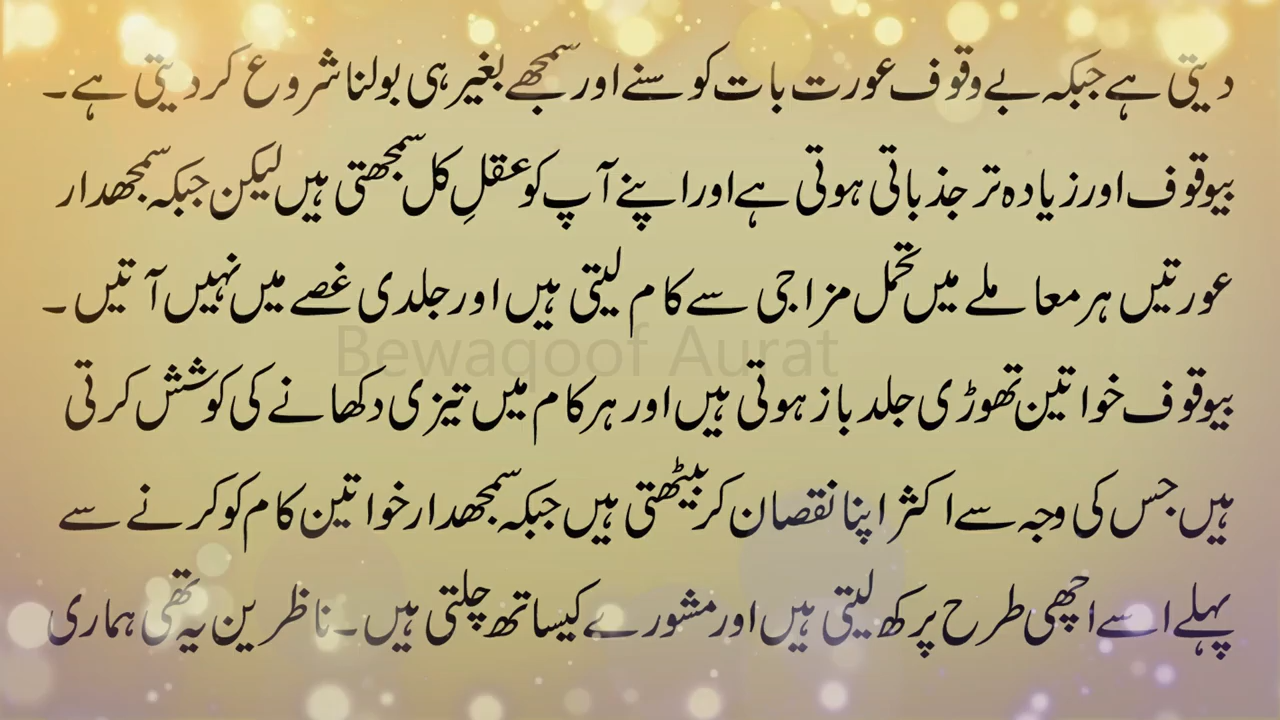 دیتی ہے جبکہ بے وقوف عورت بات کو سنے اور سمجھے بغیر ہی بولنا شروع کر دیتی ہے۔
بیوقوف اور زیادہ تر جذباتی ہوتی ہے اور اپنے آپ کو عقلِ کل سمجھتی ہیں لیکن جبکہ سمجھدار
عورتیں ہر معاملے میں تحمل مزاجی سے کام لیتی ہیں اور جلدی غصے میں نہیں آتیں۔
Bewaqoof Aurat
بیوقوف خواتین تھوڑی جلد باز ہوتی ہیں اور ہر کام میں تیزی دکھانے کی کوشش کرتی
ہیں جس کی وجہ سے اکثر اپنا نقصان کر بیٹھتی ہیں جبکہ سمجھدار خواتین کام کو کرنے سے
پہلے اسے اچھی طرح پرکھ لیتی ہیں اور مشورے کیساتھ چلتی ہیں۔ ناظرین یہ تھی ہماری